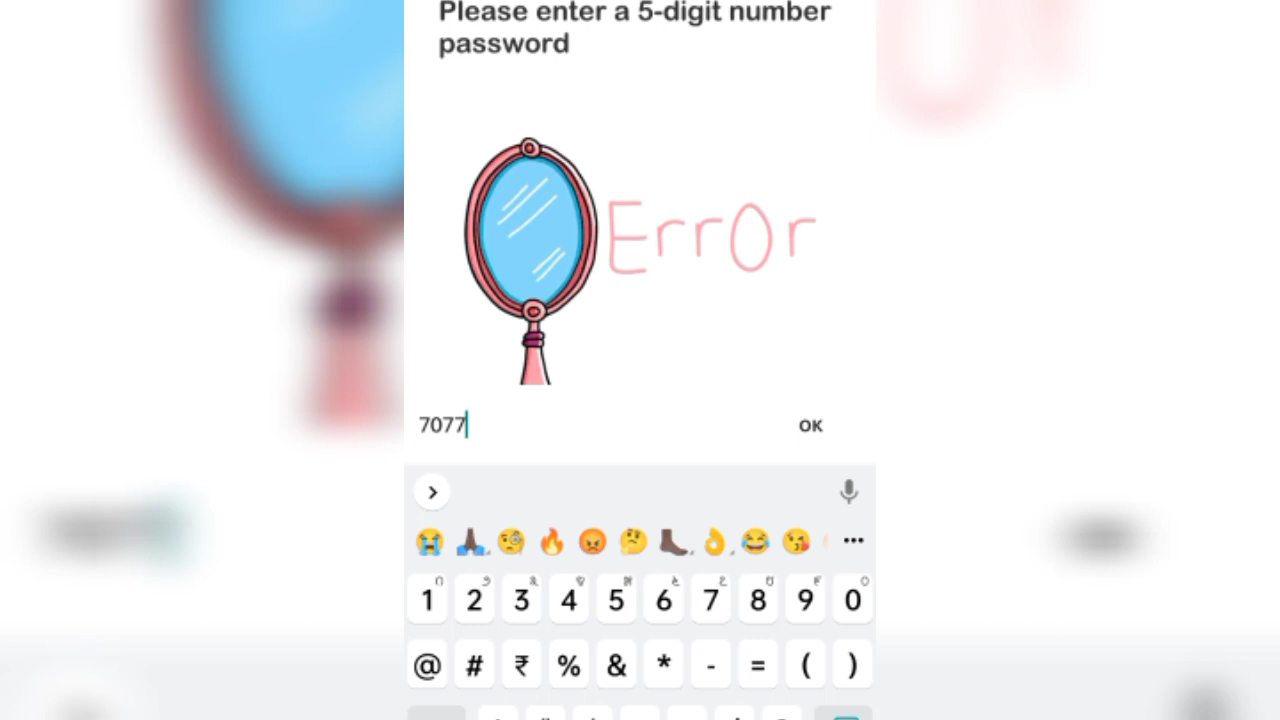 Please enter a 5-digit number
password
Err0r
7077
OK
1 2 3 4 5 6 7 8 9 0
@ # ₹ % & * - = ( )